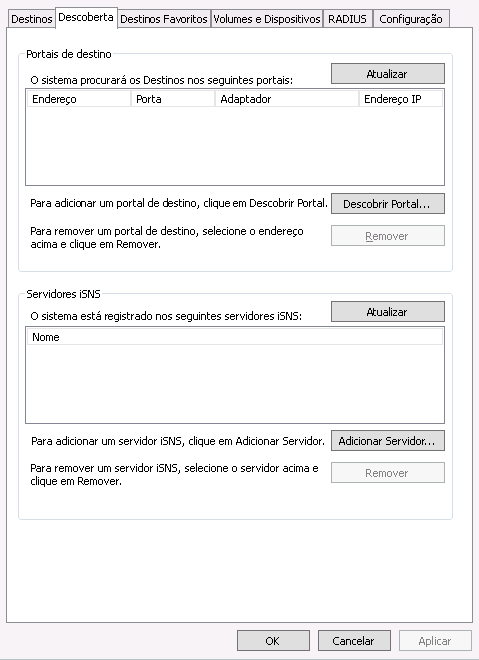 Destinos Descoberta Destinos Favoritos Volumes e Dispositivos RADIUS Configuração
Portais de destino
O sistema procurará os Destinos nos seguintes portais: Atualizar
Endereço Porta Adaptador Endereço IP
Para adicionar um portal de destino, clique em Descobrir Portal. Descobrir Portal...
Para remover um portal de destino, selecione o endereço
acima e clique em Remover. Remover
Servidores iSNS
O sistema está registrado nos seguintes servidores iSNS: Atualizar
Nome
Para adicionar um servidor iSNS, clique em Adicionar Servidor. Adicionar Servidor...
Para remover um servidor iSNS, selecione o servidor acima e
clique em Remover. Remover
OK Cancelar Aplicar